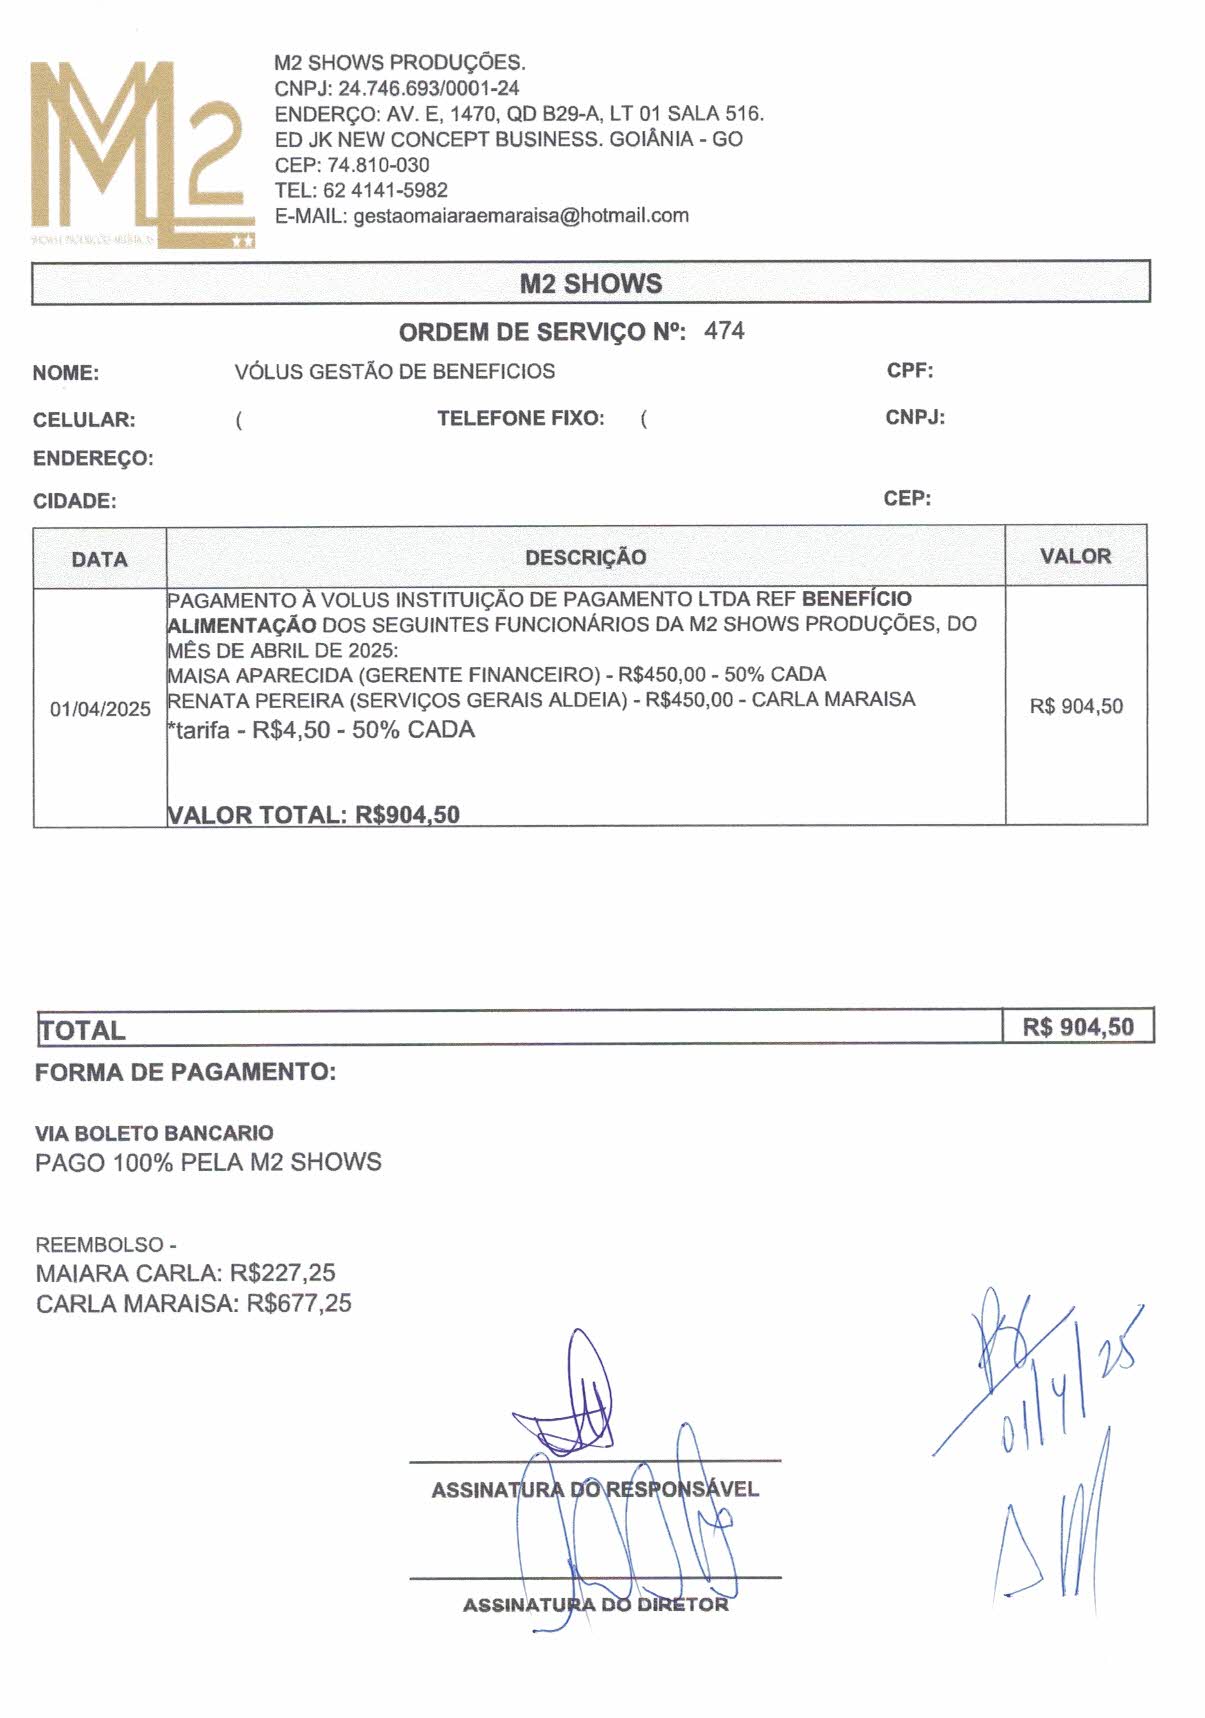 M2
M2 SHOWS PRODUÇÕES.
CNPJ: 24.746.693/0001-24
ENDERÇO: AV. E, 1470, QD B29-A, LT 01 SALA 516.
ED JK NEW CONCEPT BUSINESS. GOIÂNIA - GO
CEP: 74.810-030
TEL: 62 4141-5982
E-MAIL: gestaomaiaraemaraisa@hotmail.com
M2 SHOWS
ORDEM DE SERVIÇO Nº: 474
NOME: VÓLUS GESTÃO DE BENEFICIOS CPF:
CELULAR: ( TELEFONE FIXO: ( CNPJ:
ENDEREÇO:
CIDADE: CEP:
DATA DESCRIÇÃO VALOR
PAGAMENTO À VOLUS INSTITUIÇÃO DE PAGAMENTO LTDA REF BENEFÍCIO
ALIMENTAÇÃO DOS SEGUINTES FUNCIONÁRIOS DA M2 SHOWS PRODUÇÕES, DO
MÊS DE ABRIL DE 2025:
MAISA APARECIDA (GERENTE FINANCEIRO) - R$450,00 - 50% CADA
01/04/2025 RENATA PEREIRA (SERVIÇOS GERAIS ALDEIA) - R$450,00 - CARLA MARAISA R$ 904,50
*tarifa - R$4,50 - 50% CADA
VALOR TOTAL: R$904,50
TOTAL R$ 904,50
FORMA DE PAGAMENTO:
VIA BOLETO BANCARIO
PAGO 100% PELA M2 SHOWS
REEMBOLSO -
MAIARA CARLA: R$227,25
CARLA MARAISA: R$677,25
01/4/25
ASSINATURA DO RESPONSÁVEL
ASSINATURA DO DIRETOR